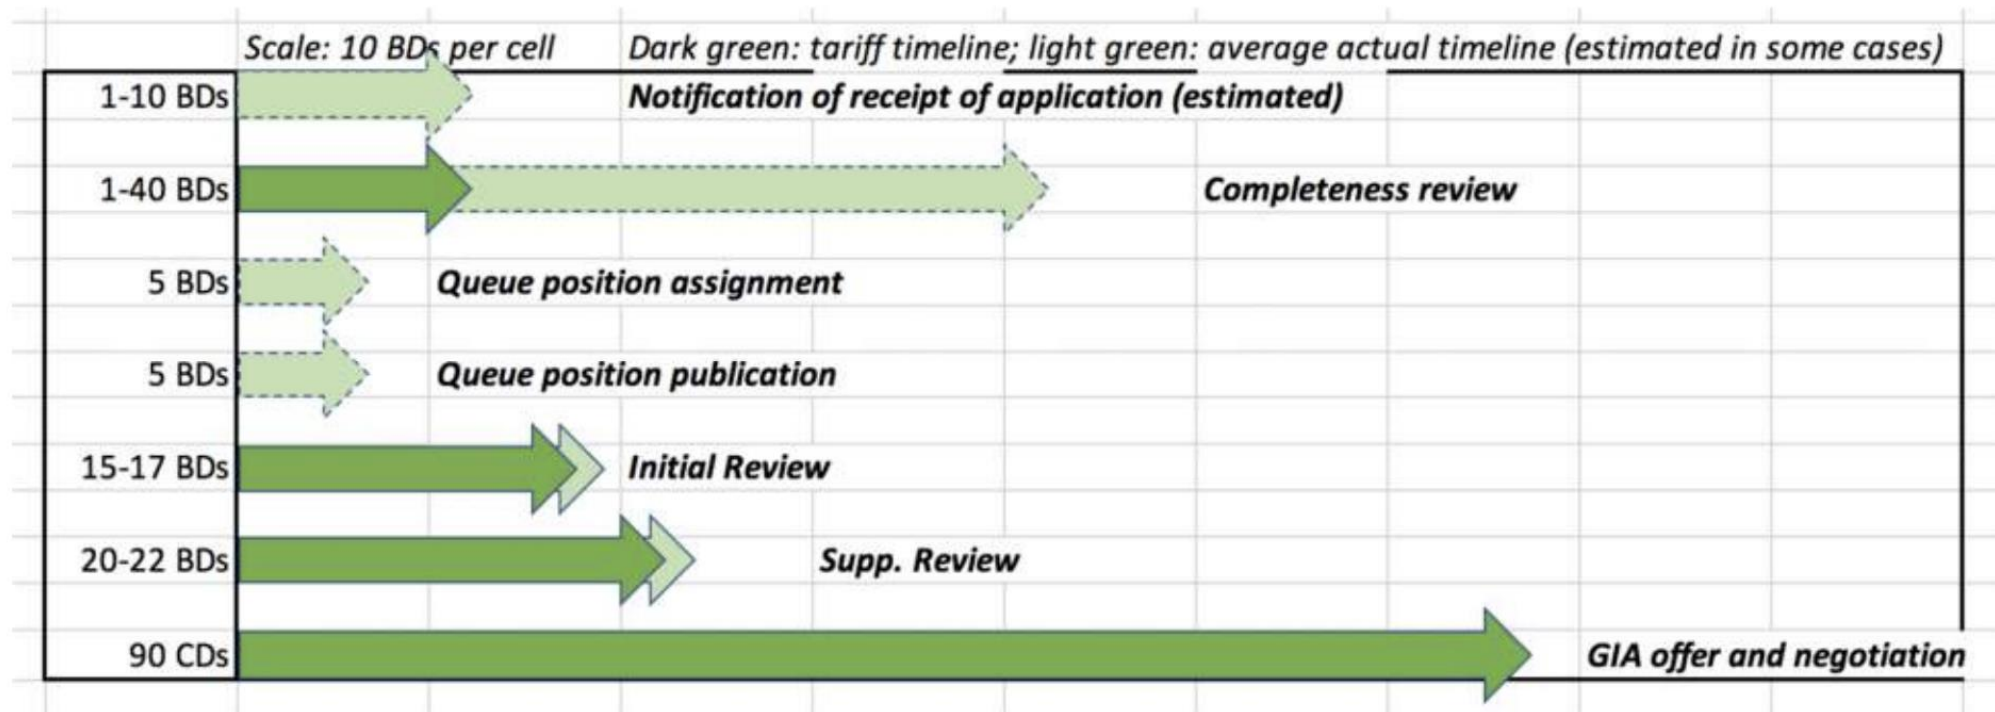 Scale: 10 BDs per cell Dark green: tariff timeline; light green: average actual timeline (estimated in some cases)
1-10 BDs Notification of receipt of application (estimated)
1-40 BDs Completeness review
5 BDs Queue position assignment
5 BDs Queue position publication
15-17 BDs Initial Review
20-22 BDs Supp. Review
90 CDs GIA offer and negotiation